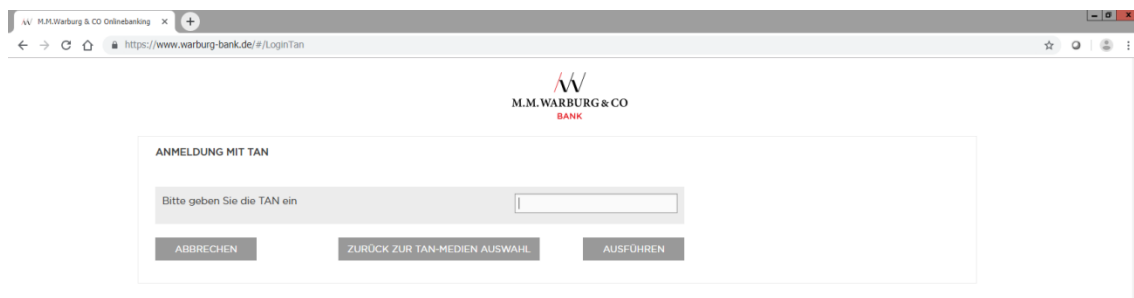 M.M.Warburg & CO Onlinebanking
https://www.warburg-bank.de/#/LoginTan
M.M.WARBURG & CO
BANK
ANMELDUNG MIT TAN
Bitte geben Sie die TAN ein
ABBRECHEN
ZURÜCK ZUR TAN-MEDIEN AUSWAHL
AUSFÜHREN